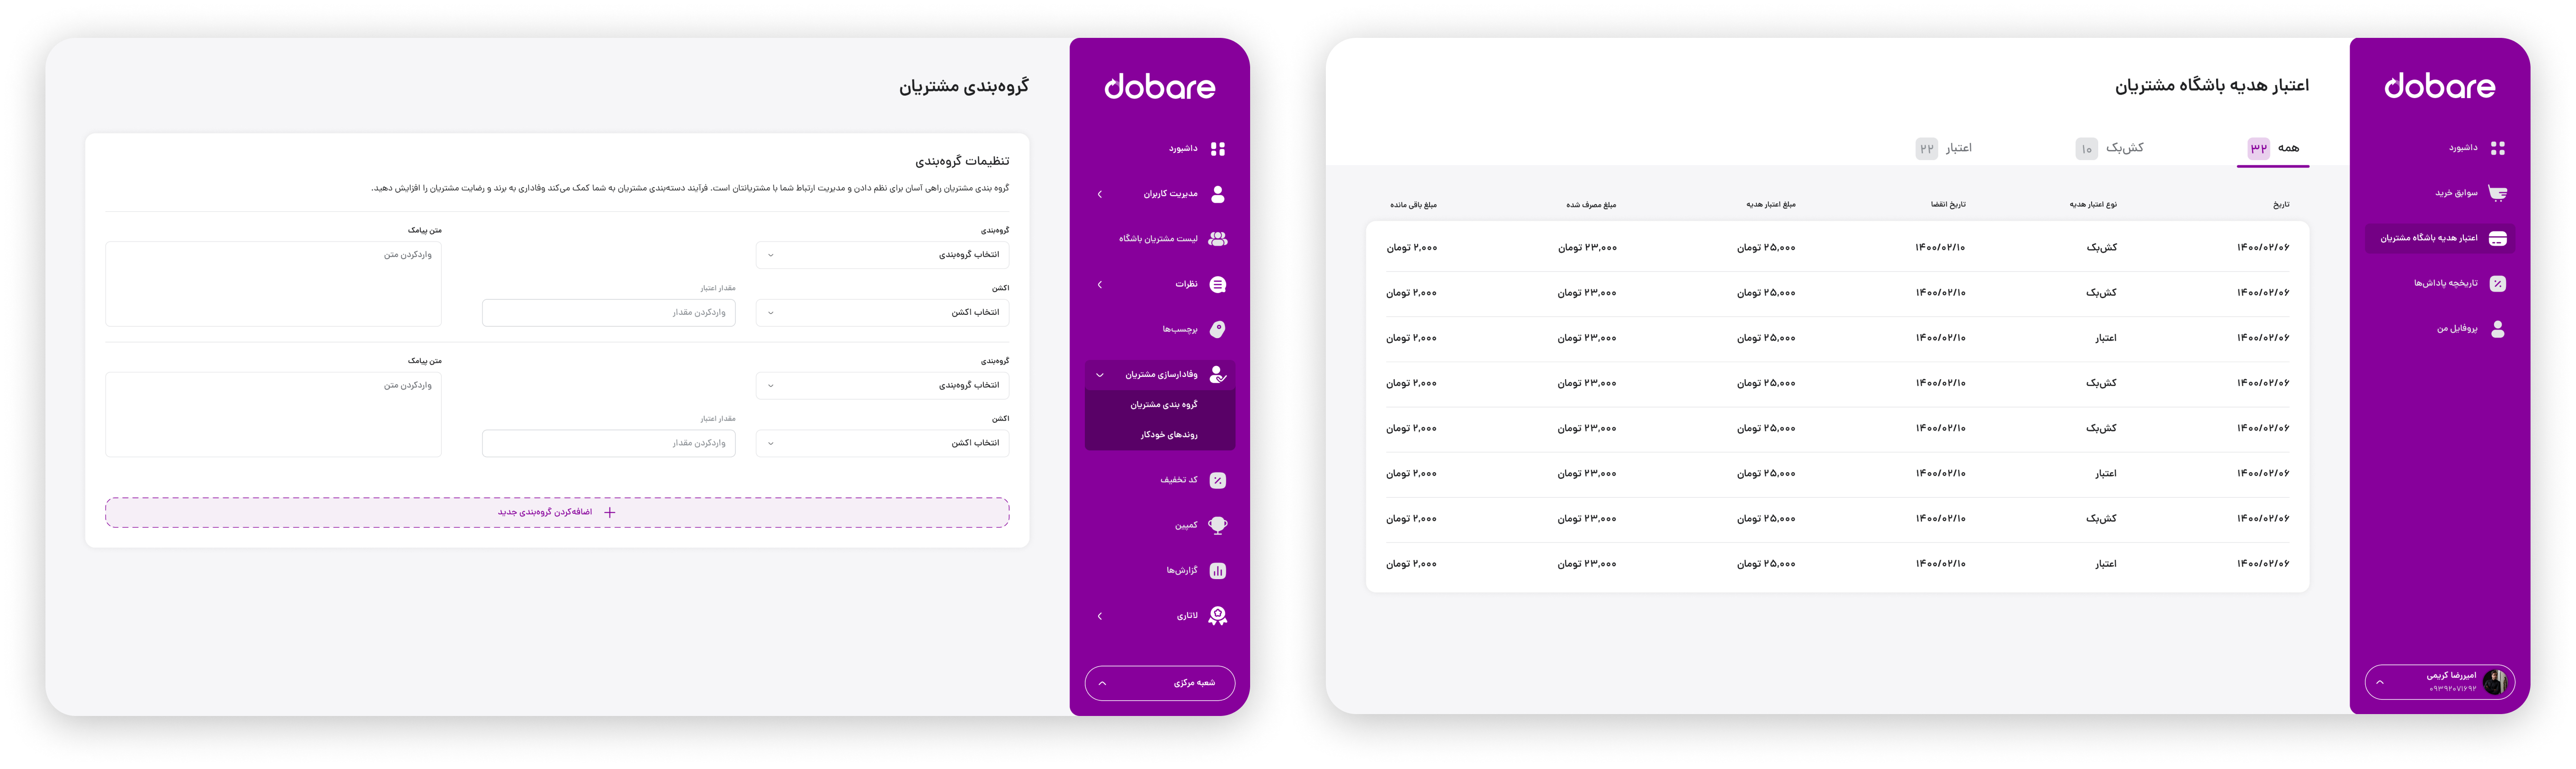 dobare
داشبورد
سوابق خرید
اعتبار هدیه باشگاه مشتریان
تاریخچه پاداش‌ها
پروفایل من
امیررضا کریمی
۰۹۳۹۲۰۷۱۶۹۲
اعتبار هدیه باشگاه مشتریان
همه ۳۲ کش‌بک ۱۰ اعتبار ۲۲
تاریخ نوع اعتبار هدیه تاریخ انقضا مبلغ اعتبار هدیه مبلغ مصرف شده مبلغ باقی مانده
۱۴۰۰/۰۲/۰۶ کش‌بک ۱۴۰۰/۰۲/۱۰ ۲۵,۰۰۰ تومان ۲۳,۰۰۰ تومان ۲,۰۰۰ تومان
۱۴۰۰/۰۲/۰۶ کش‌بک ۱۴۰۰/۰۲/۱۰ ۲۵,۰۰۰ تومان ۲۳,۰۰۰ تومان ۲,۰۰۰ تومان
۱۴۰۰/۰۲/۰۶ اعتبار ۱۴۰۰/۰۲/۱۰ ۲۵,۰۰۰ تومان ۲۳,۰۰۰ تومان ۲,۰۰۰ تومان
۱۴۰۰/۰۲/۰۶ کش‌بک ۱۴۰۰/۰۲/۱۰ ۲۵,۰۰۰ تومان ۲۳,۰۰۰ تومان ۲,۰۰۰ تومان
۱۴۰۰/۰۲/۰۶ کش‌بک ۱۴۰۰/۰۲/۱۰ ۲۵,۰۰۰ تومان ۲۳,۰۰۰ تومان ۲,۰۰۰ تومان
۱۴۰۰/۰۲/۰۶ اعتبار ۱۴۰۰/۰۲/۱۰ ۲۵,۰۰۰ تومان ۲۳,۰۰۰ تومان ۲,۰۰۰ تومان
۱۴۰۰/۰۲/۰۶ کش‌بک ۱۴۰۰/۰۲/۱۰ ۲۵,۰۰۰ تومان ۲۳,۰۰۰ تومان ۲,۰۰۰ تومان
۱۴۰۰/۰۲/۰۶ اعتبار ۱۴۰۰/۰۲/۱۰ ۲۵,۰۰۰ تومان ۲۳,۰۰۰ تومان ۲,۰۰۰ تومان
dobare
داشبورد
مدیریت کاربران
لیست مشتریان باشگاه
نظرات
برچسب‌ها
وفادارسازی مشتریان
گروه بندی مشتریان
روندهای خودکار
کد تخفیف
کمپین
گزارش‌ها
لاتاری
شعبه مرکزی
گروه‌بندی مشتریان
تنظیمات گروه‌بندی
گروه بندی مشتریان راهی آسان برای نظم دادن و مدیریت ارتباط شما با مشتریانتان است. فرآیند دسته‌بندی مشتریان به شما کمک می‌کند وفاداری به برند و رضایت مشتریان را افزایش دهید.
گروه‌بندی متن پیامک
انتخاب گروه‌بندی واردکردن متن
اکشن مقدار اعتبار
انتخاب اکشن واردکردن مقدار
گروه‌بندی متن پیامک
انتخاب گروه‌بندی واردکردن متن
اکشن مقدار اعتبار
انتخاب اکشن واردکردن مقدار
اضافه‌کردن گروه‌بندی جدید